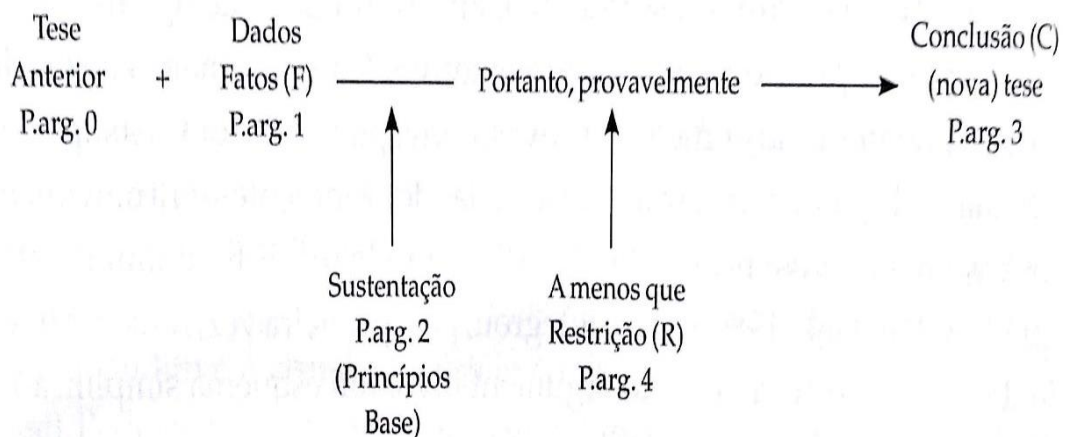 Tese
Anterior
P.arg. 0
+
Dados
Fatos (F)
P.arg. 1
Portanto, provavelmente
Conclusão (C)
(nova) tese
P.arg. 3
Sustentação
P.arg. 2
(Princípios
Base)
A menos que
Restrição (R)
P.arg. 4